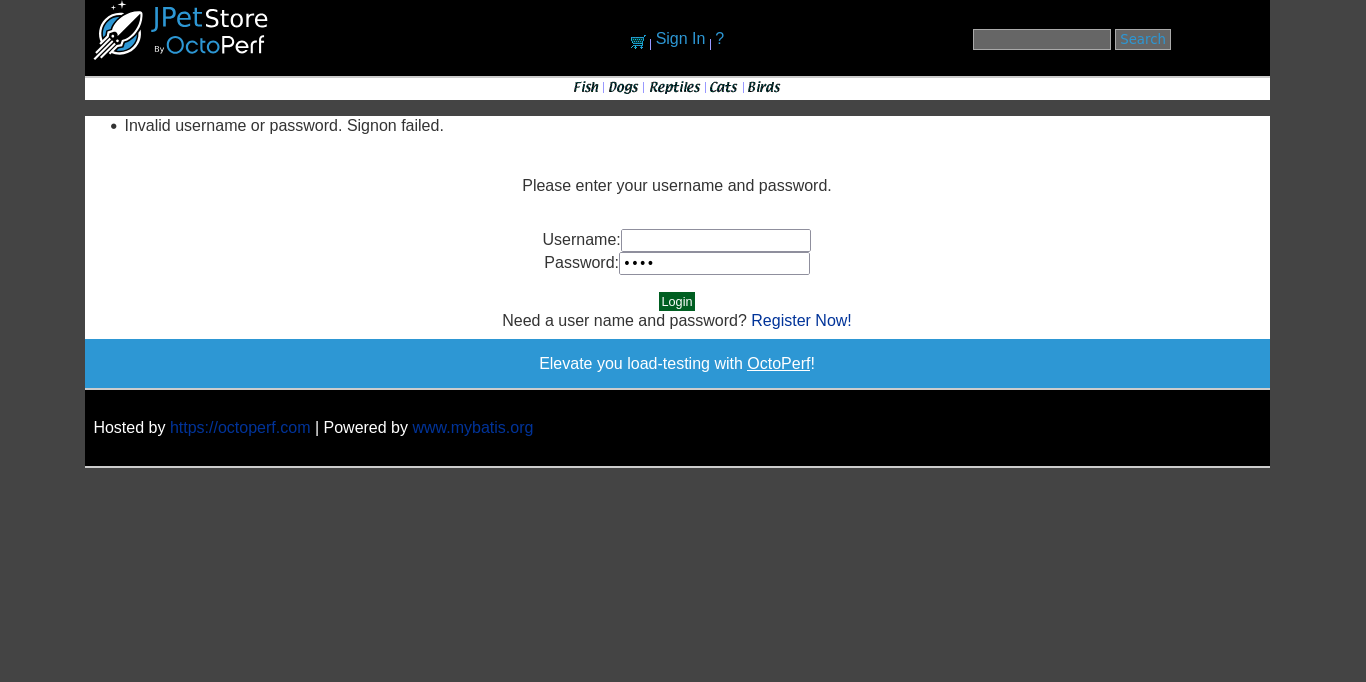 JPetStore
By OctoPerf
Sign In | ?
Search
Fish | Dogs | Reptiles | Cats | Birds
• Invalid username or password. Signon failed.
Please enter your username and password.
Username:
Password: ••••
Login
Need a user name and password? Register Now!
Elevate you load-testing with OctoPerf!
Hosted by https://octoperf.com | Powered by www.mybatis.org